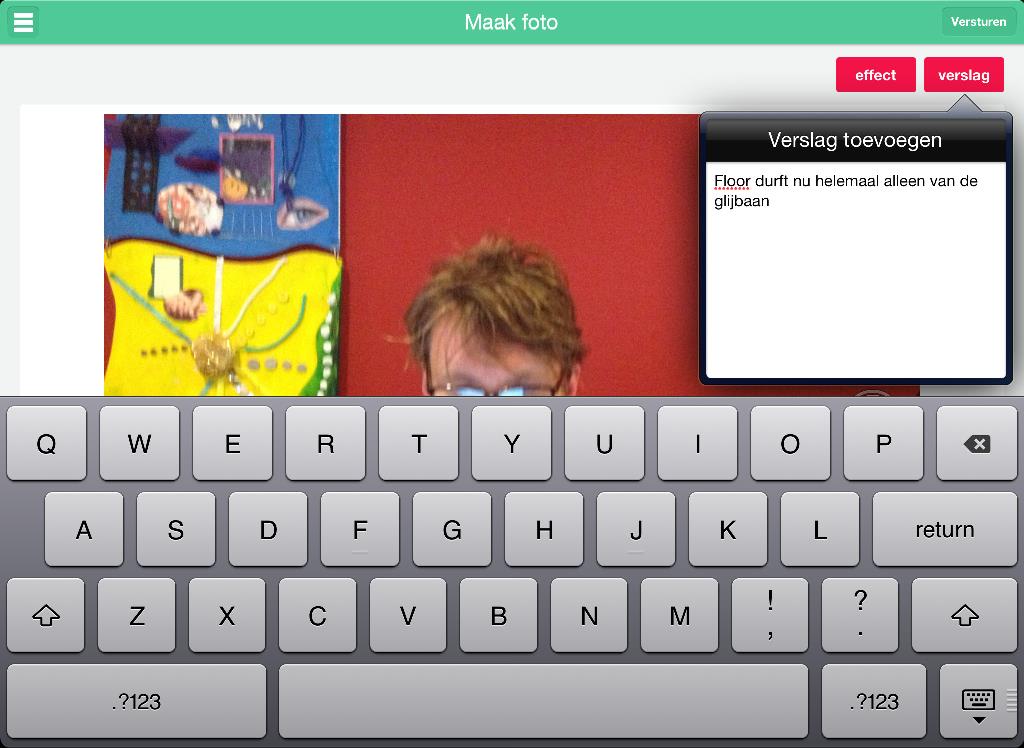 Maak foto
Versturen
effect
verslag
Verslag toevoegen
Floor durft nu helemaal alleen van de
glijbaan
Q W E R T Y U I O P
A S D F G H J K L return
Z X C V B N M ! , ? .
.?123 .?123